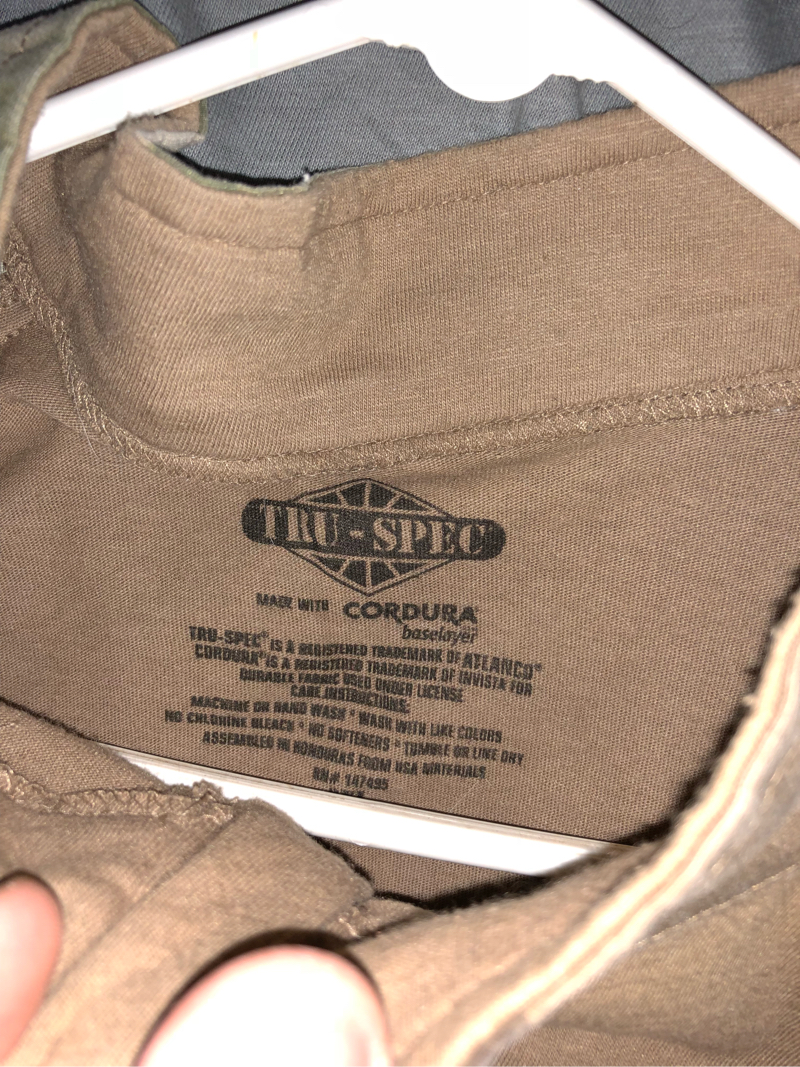 TRU-SPEC
MADE WITH CORDURA
baselayer
TRU-SPEC® IS A REGISTERED TRADEMARK OF ATLANCO®
CORDURA® IS A REGISTERED TRADEMARK OF INVISTA FOR
DURABLE FABRIC USED UNDER LICENSE
CARE INSTRUCTIONS:
MACHINE OR HAND WASH * WASH WITH LIKE COLORS
NO CHLORINE BLEACH * NO SOFTENERS * TUMBLE OR LINE DRY
ASSEMBLED IN HONDURAS FROM USA MATERIALS
RN# 147495